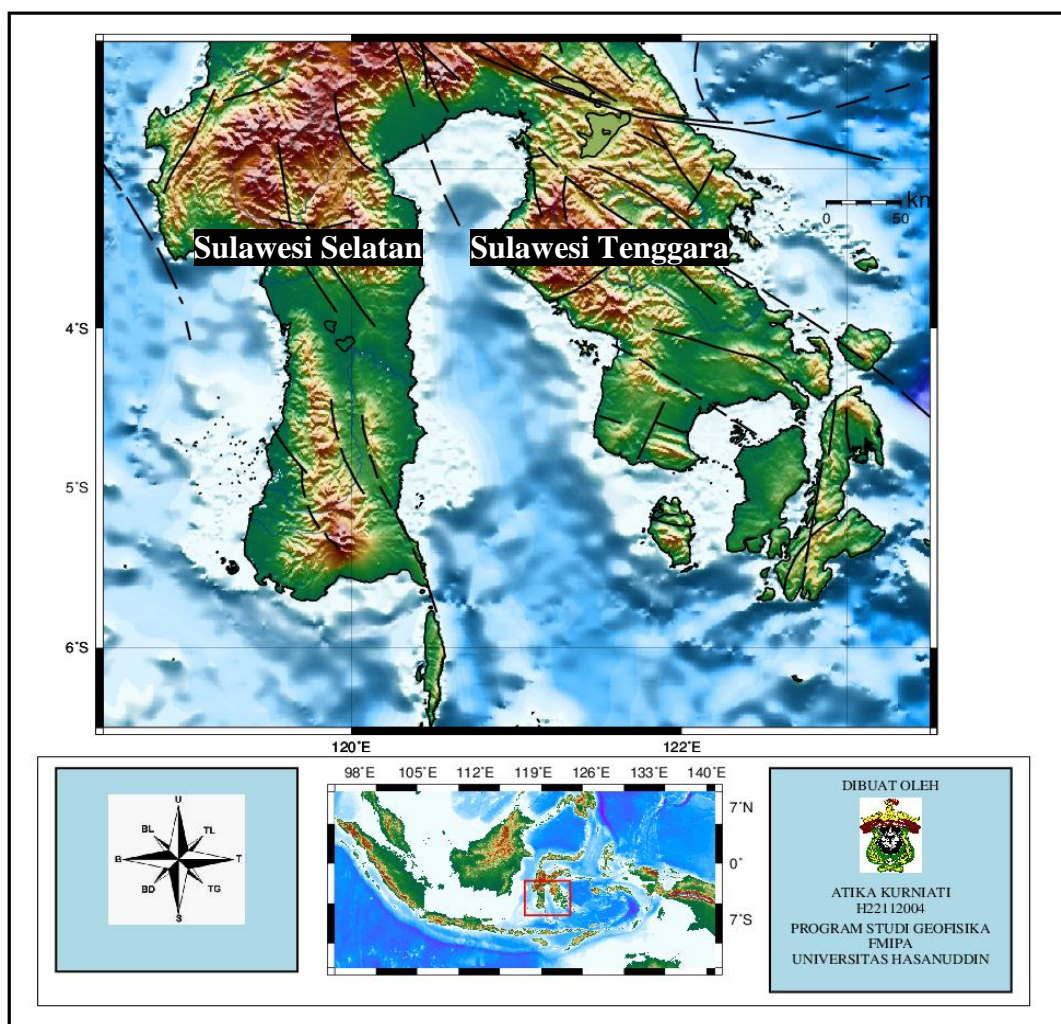 km
0 50
Sulawesi Selatan
Sulawesi Tenggara
4°S
5°S
6°S
120°E
122°E
U
BL
TL
B
T
BD
TG
S
98°E 105°E 112°E 119°E 126°E 133°E 140°E
7°N
0°
7°S
DIBUAT OLEH
ATIKA KURNIATI
H22112004
PROGRAM STUDI GEOFISIKA
FMIPA
UNIVERSITAS HASANUDDIN